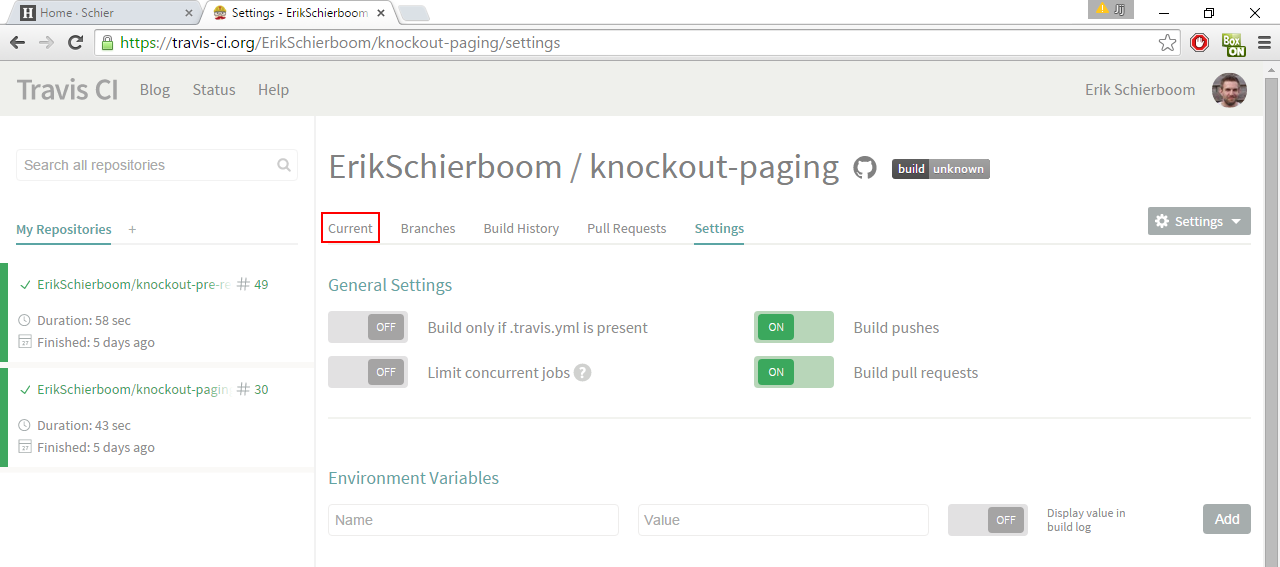 Home - Schier
Settings - ErikSchierboom
Jj
https://travis-ci.org/ErikSchierboom/knockout-paging/settings
Box ON
Travis CI Blog Status Help Erik Schierboom
Search all repositories
ErikSchierboom / knockout-paging build unknown
My Repositories +
Current Branches Build History Pull Requests Settings Settings
ErikSchierboom/knockout-pre-re # 49
Duration: 58 sec
Finished: 5 days ago
ErikSchierboom/knockout-paging # 30
Duration: 43 sec
Finished: 5 days ago
General Settings
OFF Build only if .travis.yml is present ON Build pushes
OFF Limit concurrent jobs ? ON Build pull requests
Environment Variables
Name Value OFF Display value in
build log
Add